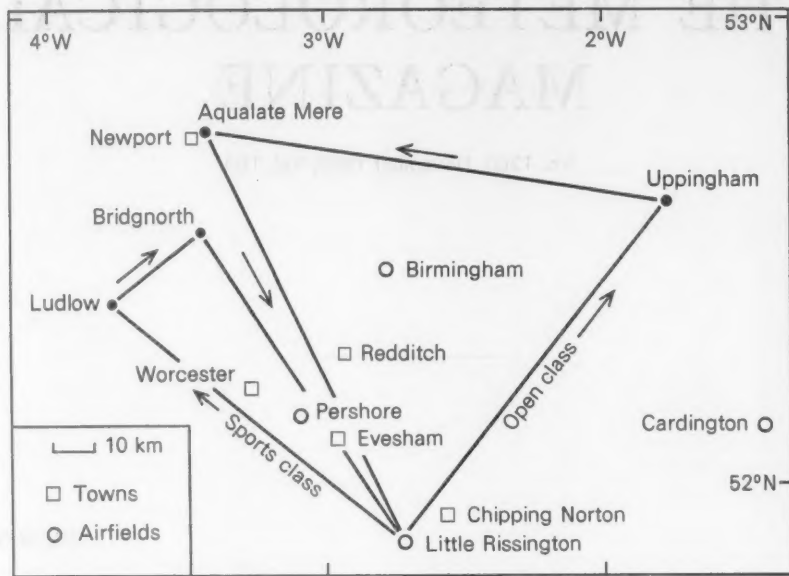 4°W
3°W
2°W
53°N
Aqualate Mere
Newport
Uppingham
Bridgnorth
Birmingham
Ludlow
Redditch
Open class
Worcester
Pershore
Cardington
Sports class
Evesham
10 km
52°N
Towns
Chipping Norton
Airfields
Little Rissington